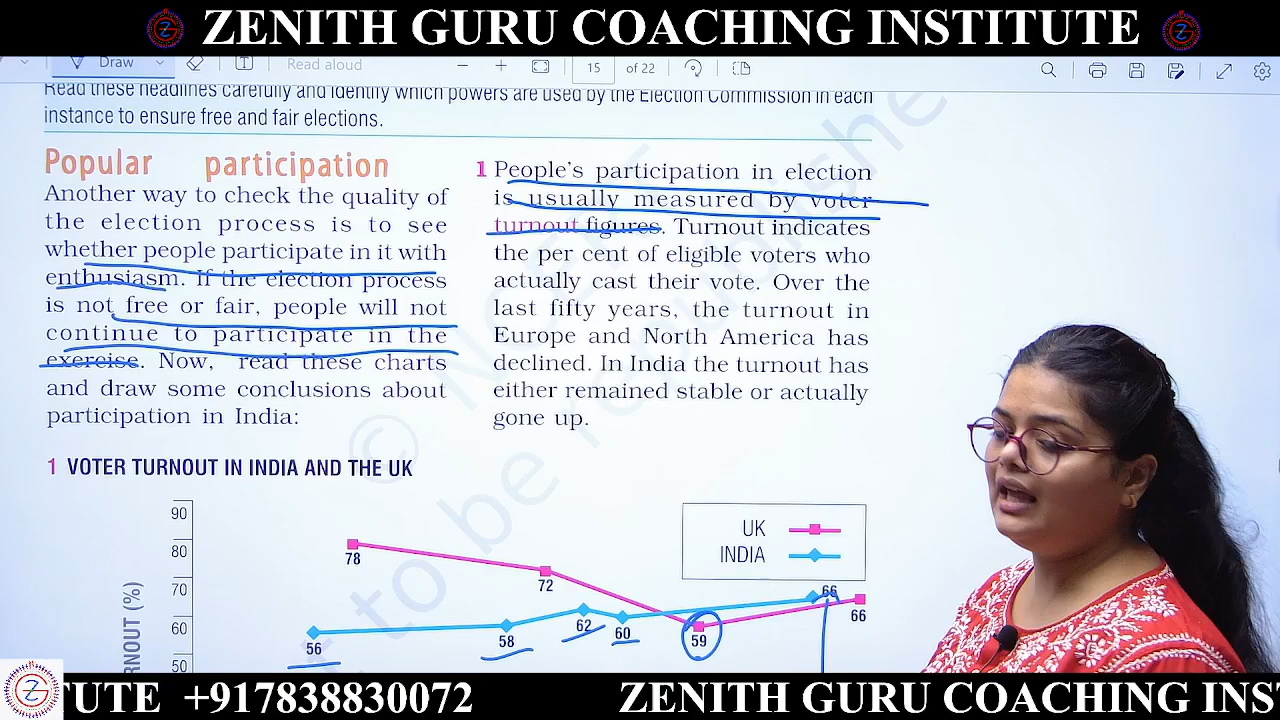 ZENITH GURU COACHING INSTITUTE
Draw
Read aloud
15
of 22
Read these headlines carefully and identify which powers are used by the Election Commission in each
instance to ensure free and fair elections.
Popular participation
Another way to check the quality of
the election process is to see
whether people participate in it with
enthusiasm. If the election process
is not free or fair, people will not
continue to participate in the
exercise. Now, read these charts
and draw some conclusions about
participation in India:
1 People's participation in election
is usually measured by voter
turnout figures. Turnout indicates
the per cent of eligible voters who
actually cast their vote. Over the
last fifty years, the turnout in
Europe and North America has
declined. In India the turnout has
either remained stable or actually
gone up.
1 VOTER TURNOUT IN INDIA AND THE UK
90
80
70
60
50
RNOUT (%)
UK
INDIA
78
72
59
66
56
58
62
60
66
to be
TUTE +917838830072
ZENITH GURU COACHING INS